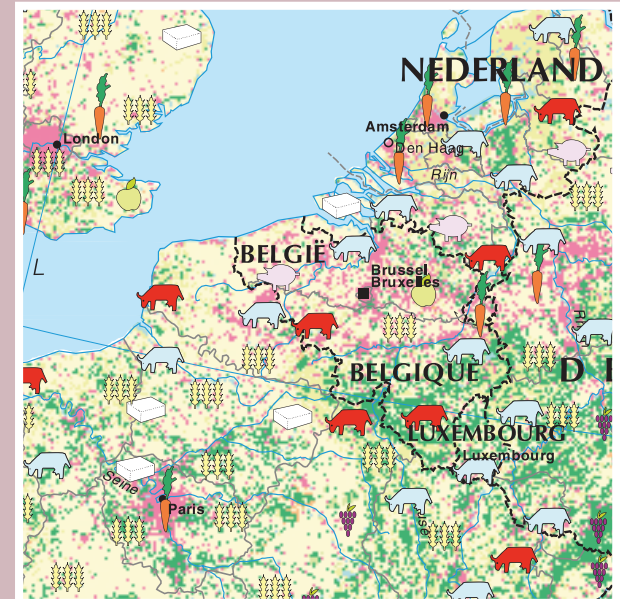 NEDERLAND
Amsterdam
Den Haag
Rijn
London
L
BELGIË
Brussel
Bruxelles
BELGIQUE
D
LUXEMBOURG
Luxembourg
Seine
Paris